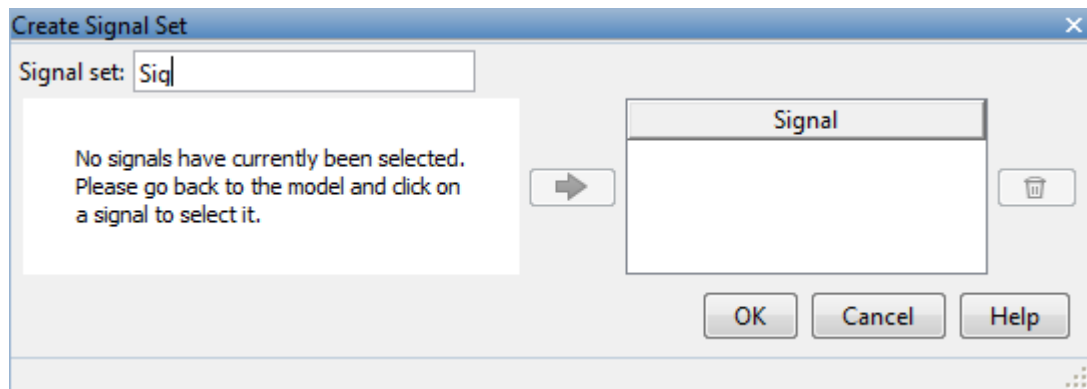 Create Signal Set
Signal set: Sig
No signals have currently been selected.
Please go back to the model and click on
a signal to select it.
Signal
OK Cancel Help